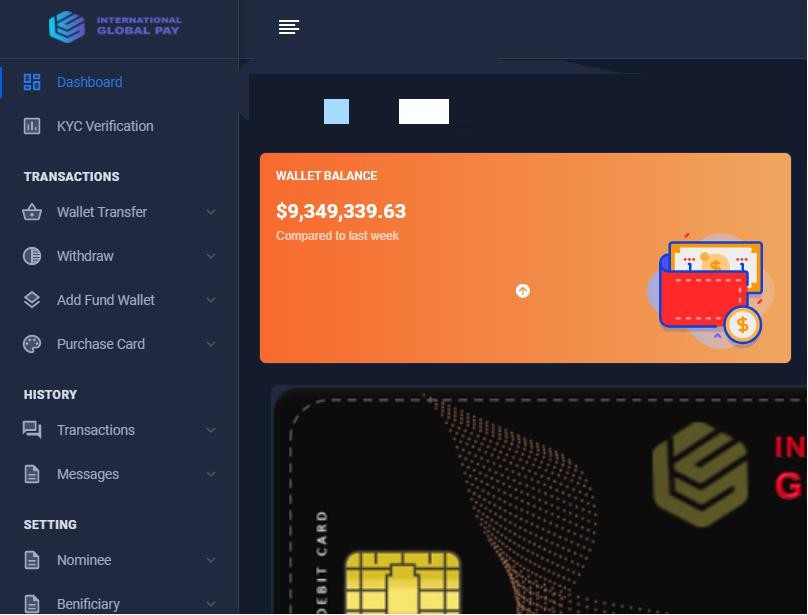 INTERNATIONAL
GLOBAL PAY
Dashboard
KYC Verification
TRANSACTIONS
Wallet Transfer
Withdraw
Add Fund Wallet
Purchase Card
HISTORY
Transactions
Messages
SETTING
Nominee
Benificiary
WALLET BALANCE
$9,349,339.63
Compared to last week
IN
G
DEBIT CARD